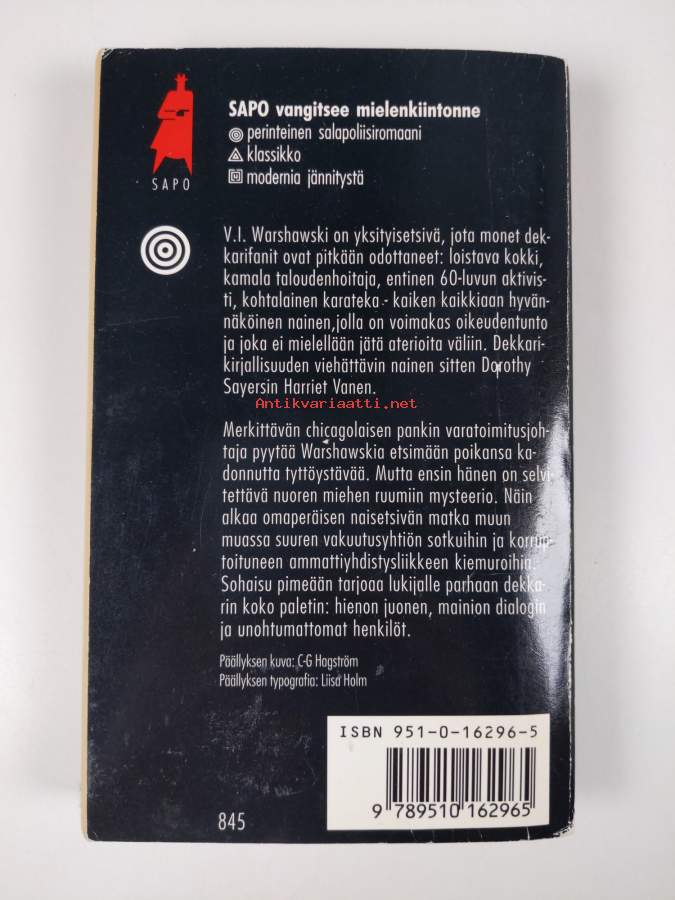 SAPO vangitsee mielenkiintonne
perinteinen salapoliisiromaani
klassikko
modernia jännitystä
SAPO
V.I. Warshawski on yksityisetsivä, jota monet dek-
karifanit ovat pitkään odottaneet: loistava kokki,
kamala taloudenhoitaja, entinen 60-luvun aktivis-
ti, kohtalainen karateka - kaiken kaikkiaan hyvän-
näköinen nainen,jolla on voimakas oikeudentunto
ja joka ei mielellään jätä aterioita väliin. Dekkari-
kirjallisuuden viehättävin nainen sitten Dorothy
Sayersin Harriet Vanen.
Antikvariaatti.net
Merkittävän chicagolaisen pankin varatoimitusjoh-
taja pyytää Warshawskia etsimään poikansa ka-
donnutta tyttöystävää. Mutta ensin hänen on selvi-
tettävä nuoren miehen ruumiin mysteerio. Näin
alkaa omaperäisen naisetsivän matka muun
muassa suuren vakuutusyhtiön sotkuihin ja korrup-
toituneen ammattiyhdistysliikkeen kiemuroihin.
Sohaisu pimeään tarjoaa lukijalle parhaan dekka-
rin koko paletin: hienon juonen, mainion dialogin
ja unohtumattomat henkilöt.
Päällyksen kuva: C-G Hagström
Päällyksen typografia: Liisa Holm
ISBN 951-0-16296-5
9 789510 162965
845